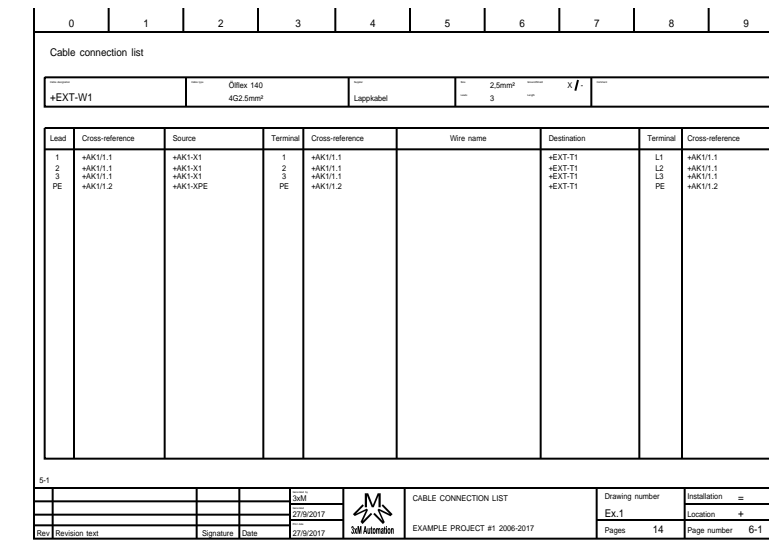 0 1 2 3 4 5 6 7 8 9
Cable connection list
Ölflex 140 2,5mm² X / -
+EXT-W1 4G2.5mm² Lappkabel 3
Lead Cross-reference Source Terminal Cross-reference Wire name Destination Terminal Cross-reference
1 +AK1/1.1 +AK1-X1 1 +AK1/1.1 +EXT-T1 L1 +AK1/1.1
2 +AK1/1.1 +AK1-X1 2 +AK1/1.1 +EXT-T1 L2 +AK1/1.1
3 +AK1/1.1 +AK1-X1 3 +AK1/1.1 +EXT-T1 L3 +AK1/1.1
PE +AK1/1.2 +AK1-XPE PE +AK1/1.2 +EXT-T1 PE +AK1/1.2
5-1
3xM CABLE CONNECTION LIST Drawing number Installation =
27/9/2017 Ex.1 Location +
Rev Revision text Signature Date 27/9/2017 3xM Automation EXAMPLE PROJECT #1 2006-2017 Pages 14 Page number 6-1